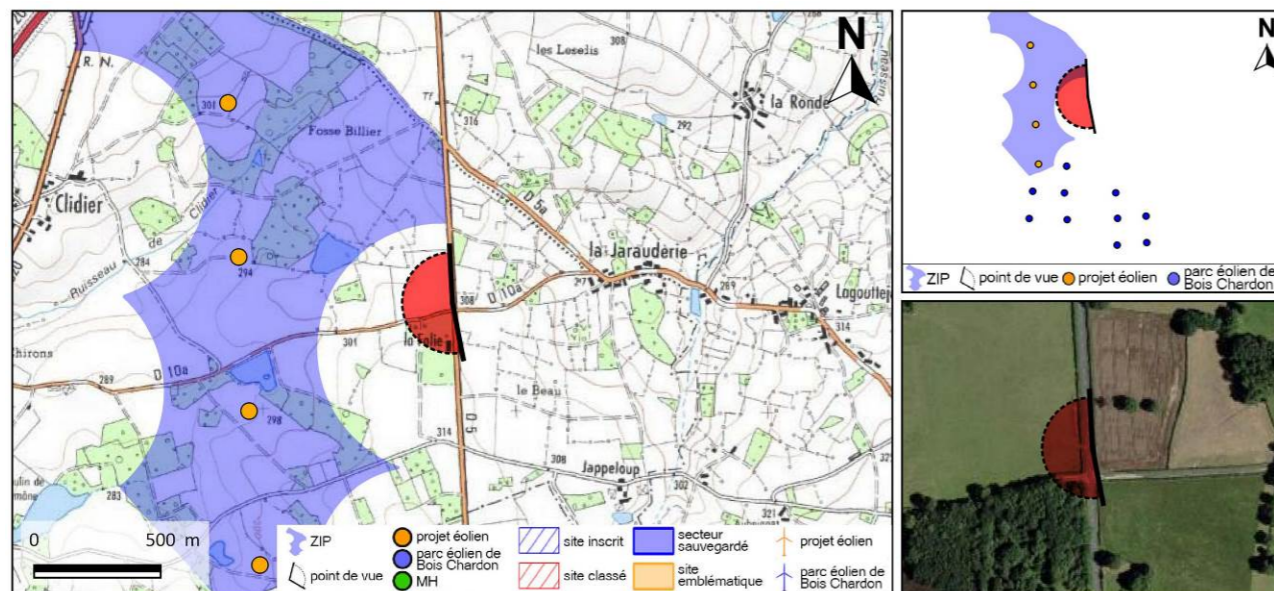 R. N.
301
Fosse Billier
Clidier
20
Ruisseau
de
Clidier
284
294
Chirons
289
D 10a
301
298
283
314
308
la Folie
D 5
Tf
316
308
les Leselis
292
la Ronde
N
D 5a
la Jarauderie
D 10a
289
314
le Beau
308
Jappeloup
302
321
0 500 m
ZIP
point de vue
projet éolien
parc éolien de
Bois Chardon
MH
site inscrit
site classé
secteur
sauvegardé
site
emblématique
projet éolien
parc éolien de
Bois Chardon
N
ZIP
point de vue
projet éolien
parc éolien de
Bois Chardon